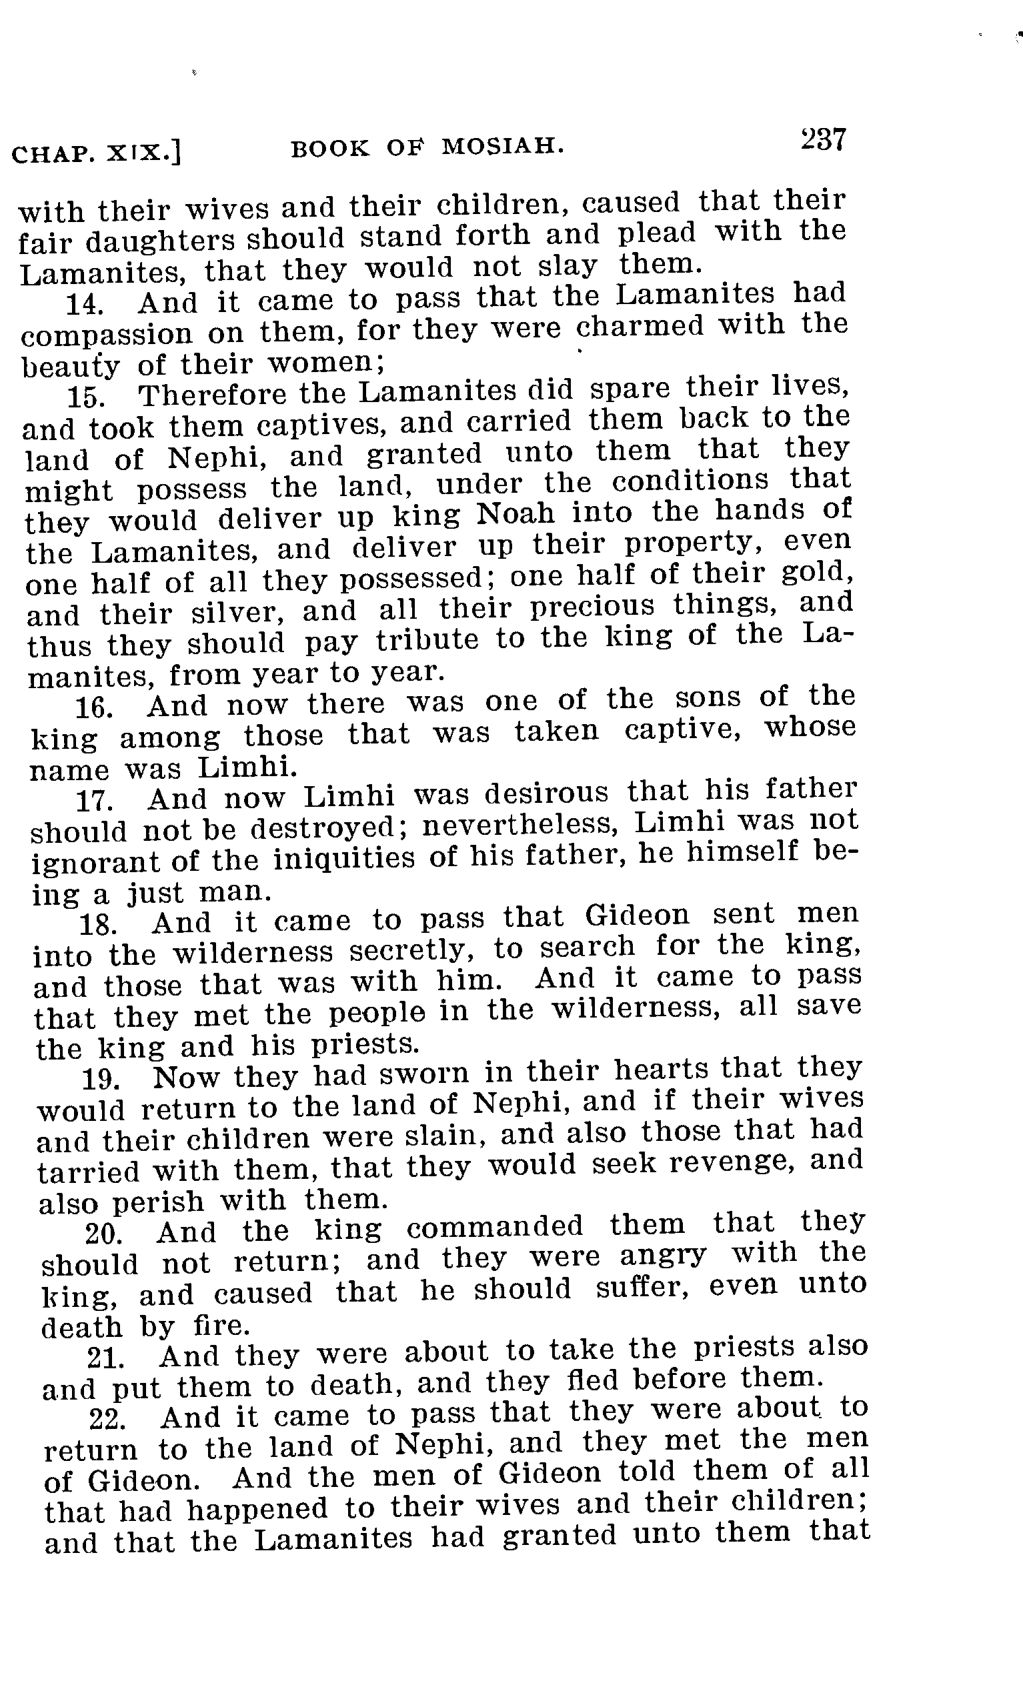 CHAP. XIX.] BOOK OF MOSIAH. 237
with their wives and their children, caused that their
fair daughters should stand forth and plead with the
Lamanites, that they would not slay them.
14. And it came to pass that the Lamanites had
compassion on them, for they were charmed with the
beauty of their women;
15. Therefore the Lamanites did spare their lives,
and took them captives, and carried them back to the
land of Nephi, and granted unto them that they
might possess the land, under the conditions that
they would deliver up king Noah into the hands of
the Lamanites, and deliver up their property, even
one half of all they possessed; one half of their gold,
and their silver, and all their precious things, and
thus they should pay tribute to the king of the La-
manites, from year to year.
16. And now there was one of the sons of the
king among those that was taken captive, whose
name was Limhi.
17. And now Limhi was desirous that his father
should not be destroyed; nevertheless, Limhi was not
ignorant of the iniquities of his father, he himself be-
ing a just man.
18. And it came to pass that Gideon sent men
into the wilderness secretly, to search for the king,
and those that was with him. And it came to pass
that they met the people in the wilderness, all save
the king and his priests.
19. Now they had sworn in their hearts that they
would return to the land of Nephi, and if their wives
and their children were slain, and also those that had
tarried with them, that they would seek revenge, and
also perish with them.
20. And the king commanded them that they
should not return; and they were angry with the
king, and caused that he should suffer, even unto
death by fire.
21. And they were about to take the priests also
and put them to death, and they fled before them.
22. And it came to pass that they were about to
return to the land of Nephi, and they met the men
of Gideon. And the men of Gideon told them of all
that had happened to their wives and their children;
and that the Lamanites had granted unto them that